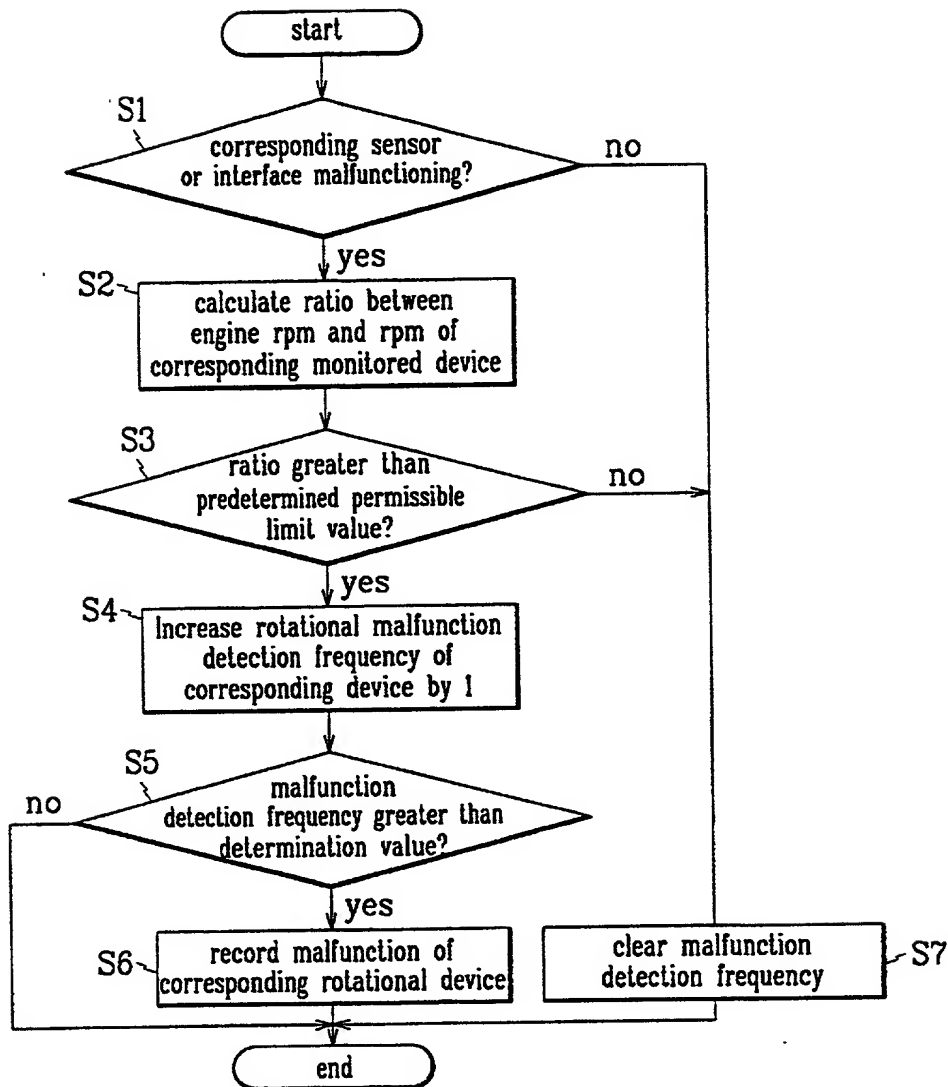 start
S1
corresponding sensor
or interface malfunctioning?
no
yes
S2
calculate ratio between
engine rpm and rpm of
corresponding monitored device
S3
ratio greater than
predetermined permissible
limit value?
no
yes
S4
Increase rotational malfunction
detection frequency of
corresponding device by 1
S5
no
malfunction
detection frequency greater than
determination value?
yes
S6
record malfunction of
corresponding rotational device
clear malfunction
detection frequency
S7
end